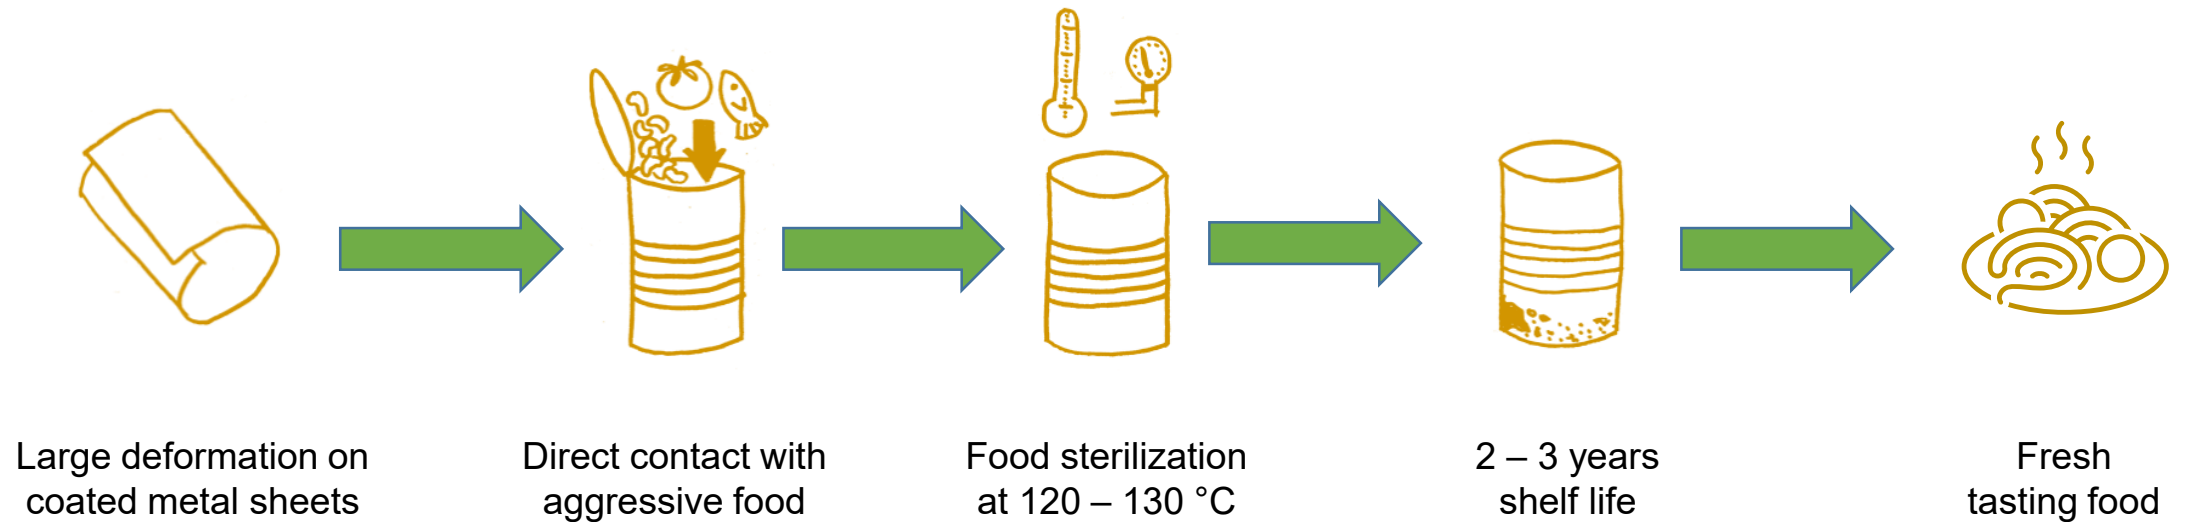 Large deformation on
coated metal sheets
Direct contact with
aggressive food
Food sterilization
at 120 – 130 °C
2 – 3 years
shelf life
Fresh
tasting food